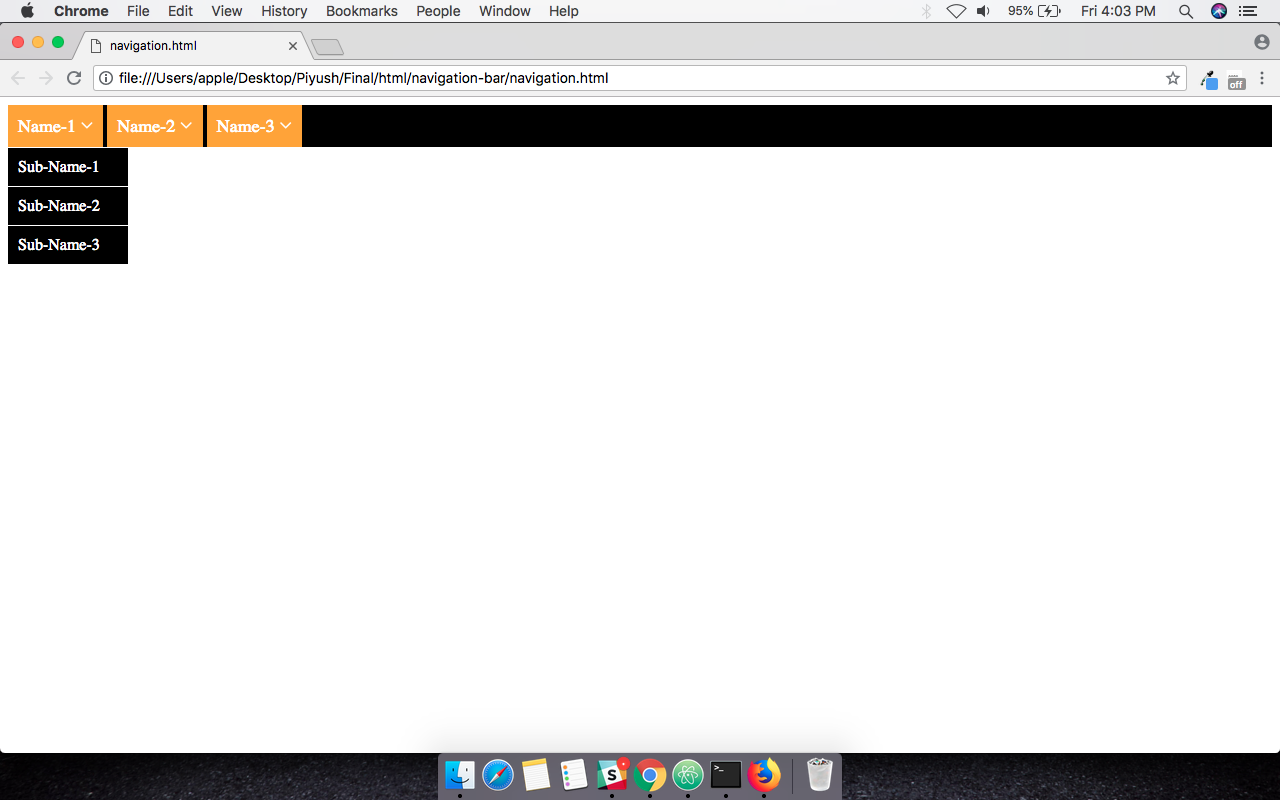 Chrome File Edit View History Bookmarks People Window Help 95% Fri 4:03 PM
navigation.html
file:///Users/apple/Desktop/Piyush/Final/html/navigation-bar/navigation.html
off
Name-1 Name-2 Name-3
Sub-Name-1
Sub-Name-2
Sub-Name-3
S
>_